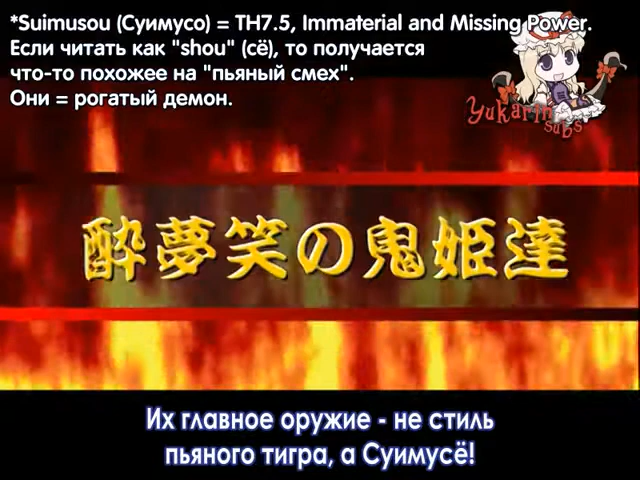 *Suimusou (Суимусо) = TH7.5, Immaterial and Missing Power.
Если читать как "shou" (сё), то получается
что-то похожее на "пьяный смех".
Они = рогатый демон.
Yukarin
subs
酔夢笑の鬼姫達
Их главное оружие - не стиль
пьяного тигра, а Суимусё!